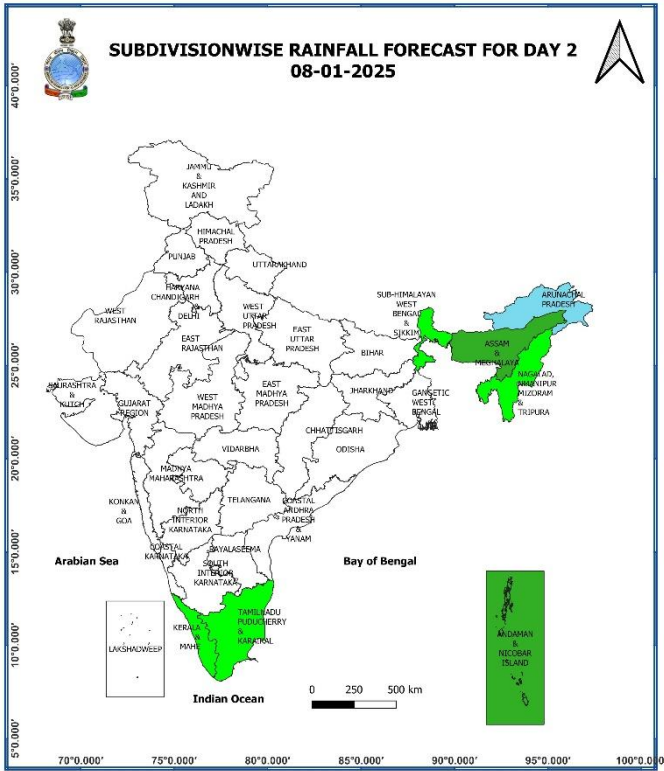 SUBDIVISIONWISE RAINFALL FORECAST FOR DAY 2
08-01-2025
40°0.000'
35°0.000'
30°0.000'
25°0.000'
20°0.000'
15°0.000'
10°0.000'
5°0.000'
JAMMU
&
KASHMIR
AND
LADAKH
HIMACHAL
PRADESH
PUNJAB
UTTARAKHAND
HARYANA
CHANDIGARH
&
DELHI
WEST
RAJASTHAN
WEST
UTTAR
PRADESH
EAST
RAJASTHAN
EAST
UTTAR
PRADESH
BIHAR
SUB-HIMALAYAN
WEST
BENGAL
&
SIKKIM
ARUNACHAL
PRADESH
ASSAM
&
MEGHALAYA
MIZORAM
&
TRIPURA
SAURASHTRA
&
KUTCH
GUJARAT
REGION
WEST
MADHYA
PRADESH
EAST
MADHYA
PRADESH
JHARKHAND
GANGETIC
WEST
BENGAL
CHHATTISGARH
ODISHA
VIDARBHA
MADHYA
MAHARASHTRA
TELANGANA
KONKAN
&
GOA
NORTH
INTERIOR
KARNATAKA
COASTAL
ANDHRA
PRADESH
&
YANAM
COASTAL
KARNATAKA
RAYALASEEMA
SOUTH
INTERIOR
KARNATAKA
Arabian Sea
Bay of Bengal
LAKSHADWEEP
KERALA
&
MAHE
PUDUCHERRY
&
KARAIKAL
ANDAMAN
&
NICOBAR
ISLAND
Indian Ocean
0 250 500 km
70°0.000' 75°0.000' 80°0.000' 85°0.000' 90°0.000' 95°0.000' 100°0.000'